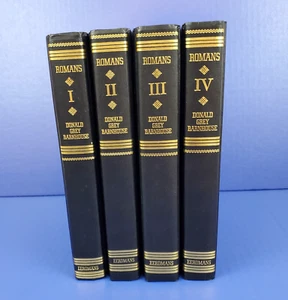 ROMANS
I
DONALD
GREY
BARNHOUSE
EERDMANS
ROMANS
II
DONALD
GREY
BARNHOUSE
EERDMANS
ROMANS
III
DONALD
GREY
BARNHOUSE
EERDMANS
ROMANS
IV
DONALD
GREY
BARNHOUSE
EERDMANS